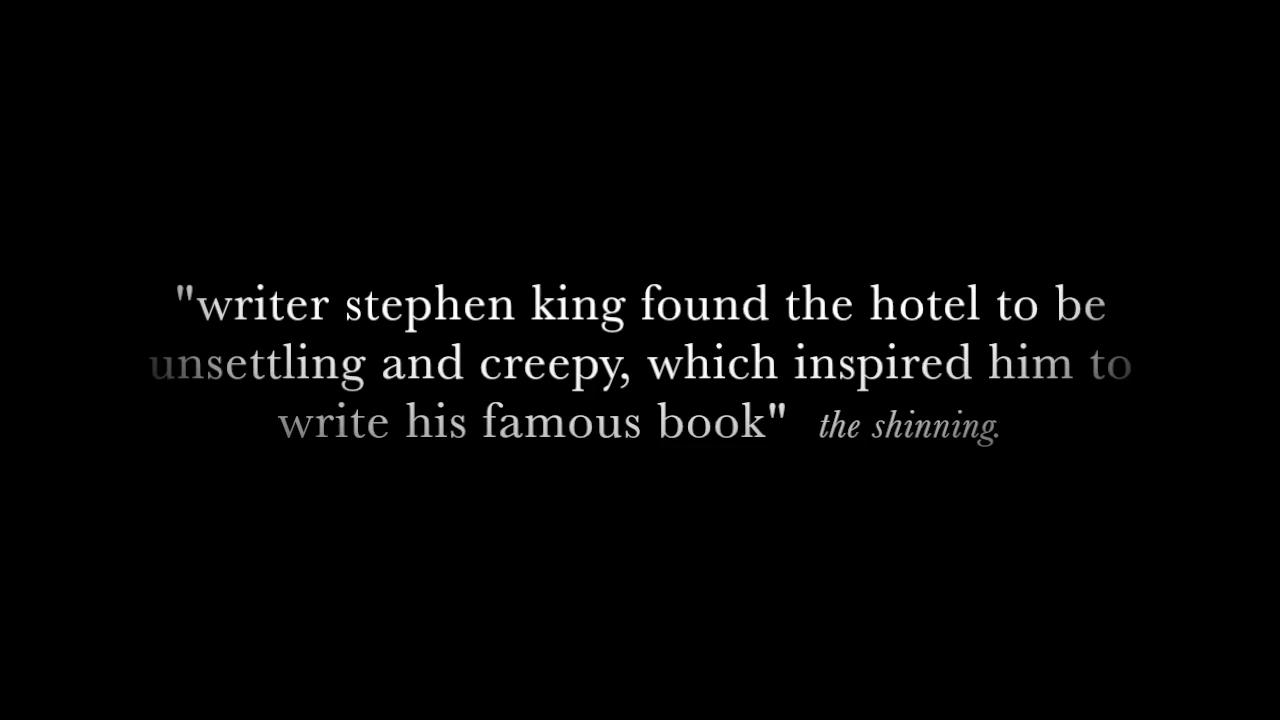 "writer stephen king found the hotel to be
unsettling and creepy, which inspired him to
write his famous book" the shinning.